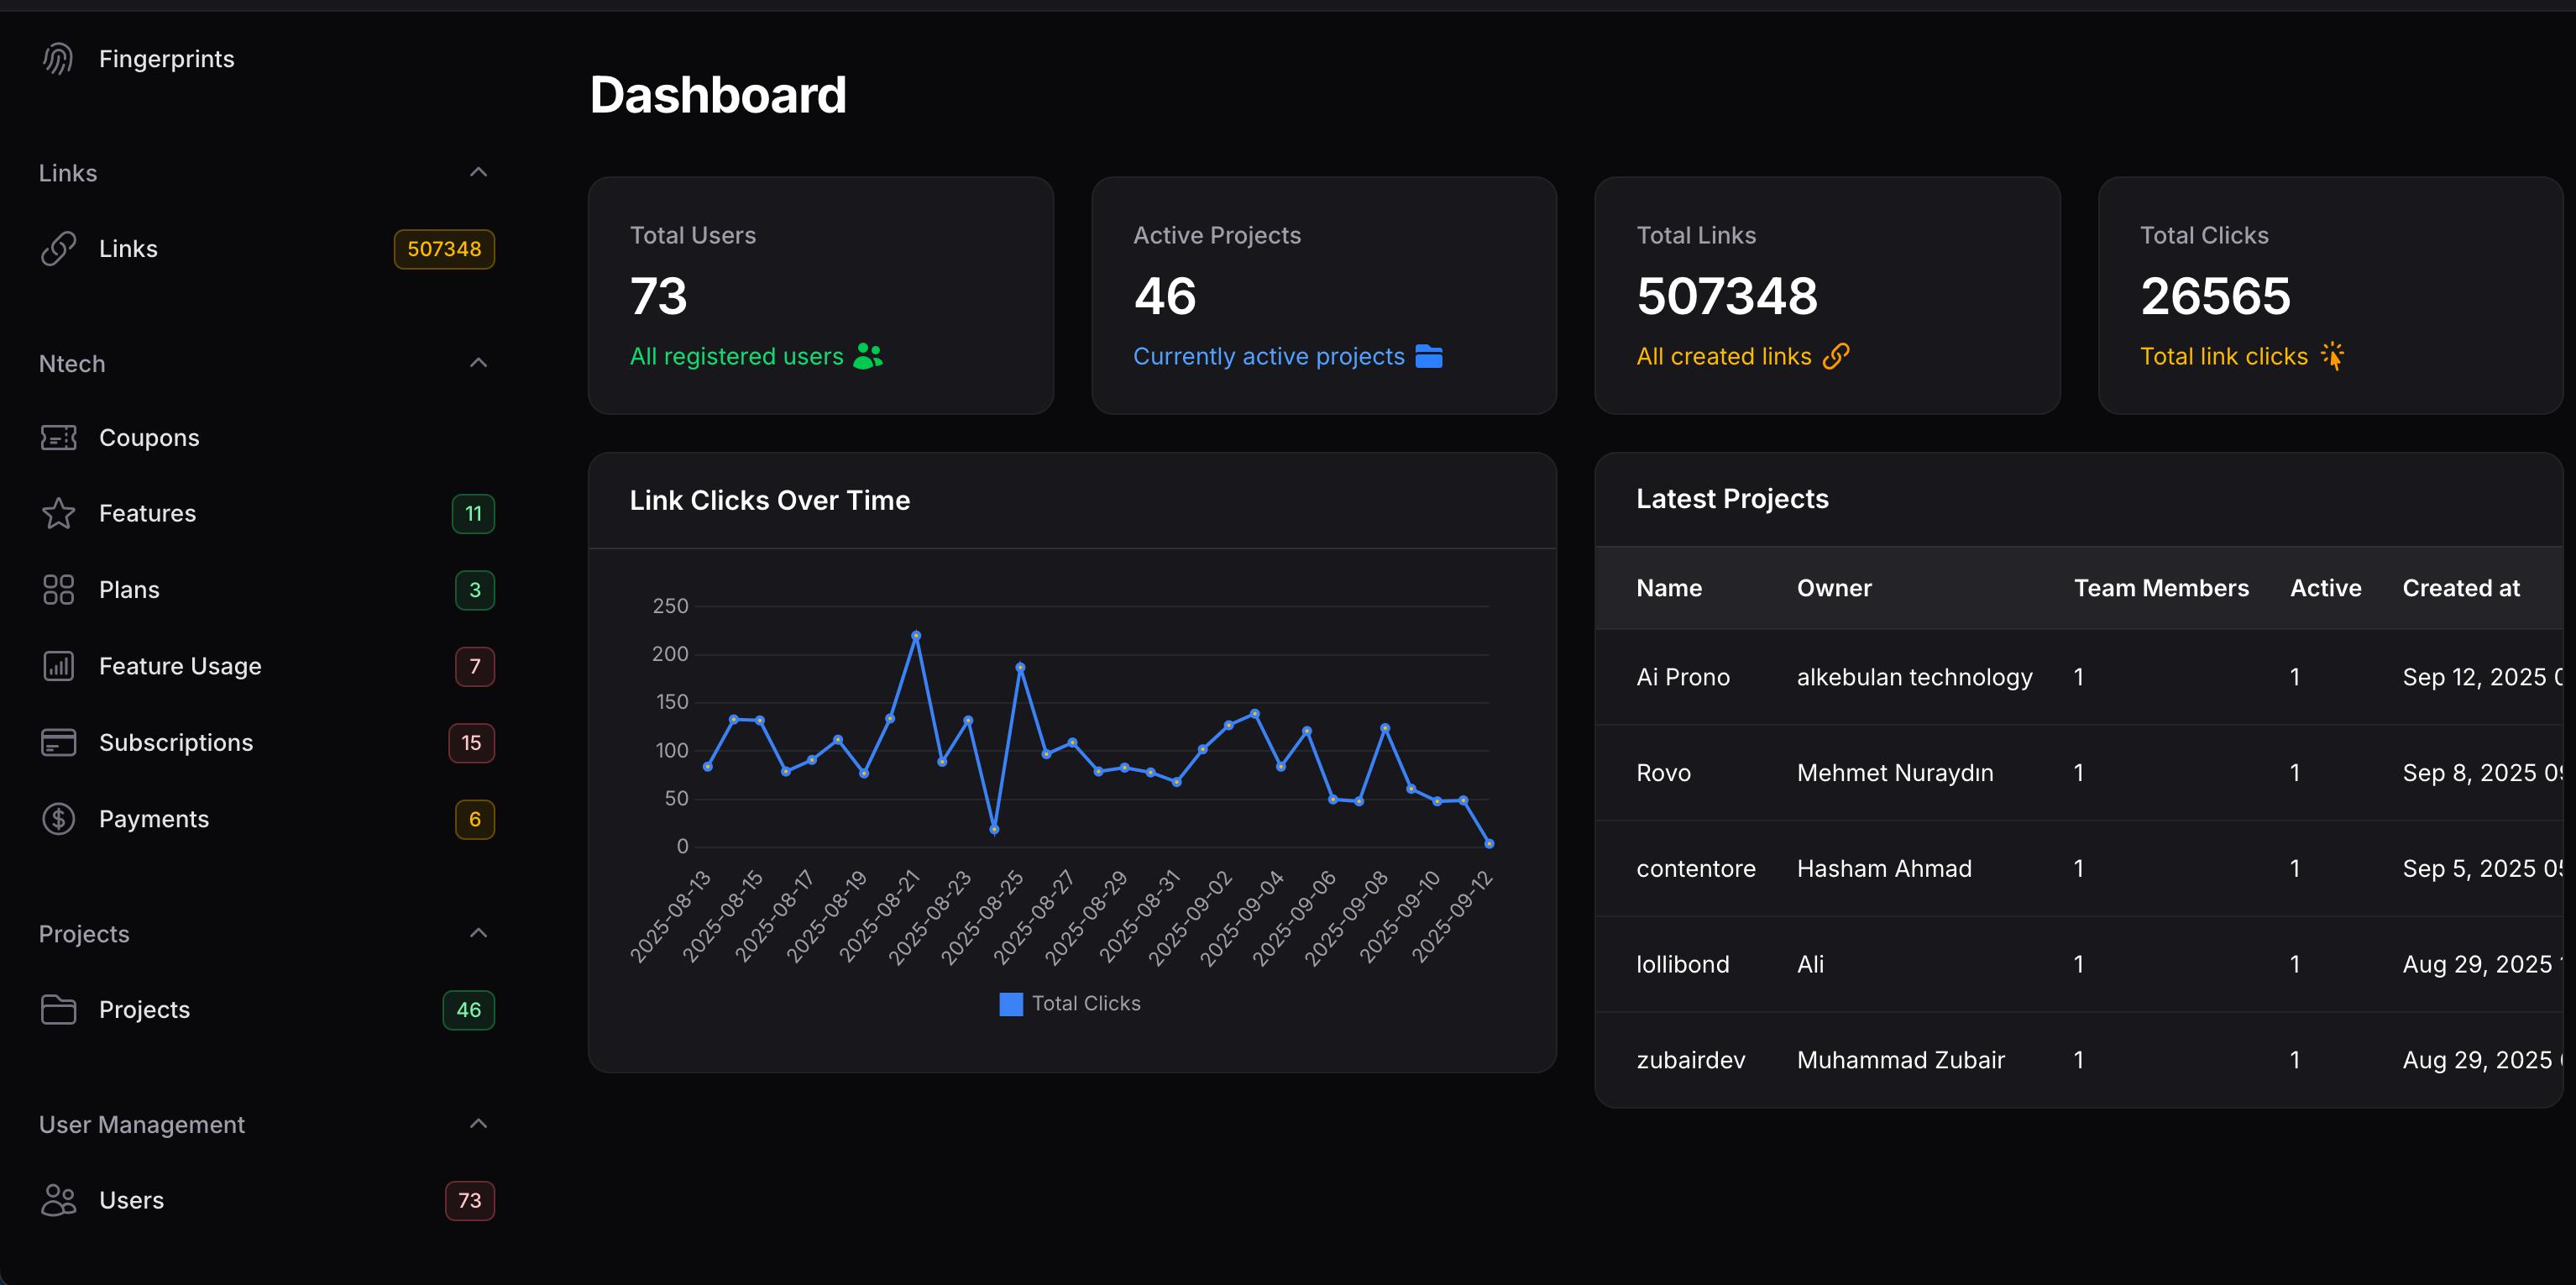 Fingerprints
Links
Links 507348
Ntech
Coupons
Features 11
Plans 3
Feature Usage 7
Subscriptions 15
Payments 6
Projects
Projects 46
User Management
Users 73
Dashboard
Total Users
73
All registered users
Active Projects
46
Currently active projects
Total Links
507348
All created links
Total Clicks
26565
Total link clicks
Link Clicks Over Time
250
200
150
100
50
0
2025-08-13
2025-08-15
2025-08-17
2025-08-19
2025-08-21
2025-08-23
2025-08-25
2025-08-27
2025-08-29
2025-08-31
2025-09-02
2025-09-04
2025-09-06
2025-09-08
2025-09-10
2025-09-12
Total Clicks
Latest Projects
Name Owner Team Members Active Created at
Ai Prono alkebulan technology 1 1 Sep 12, 2025
Rovo Mehmet Nuraydın 1 1 Sep 8, 2025
contentore Hasham Ahmad 1 1 Sep 5, 2025
lollibond Ali 1 1 Aug 29, 2025
zubairdev Muhammad Zubair 1 1 Aug 29, 2025